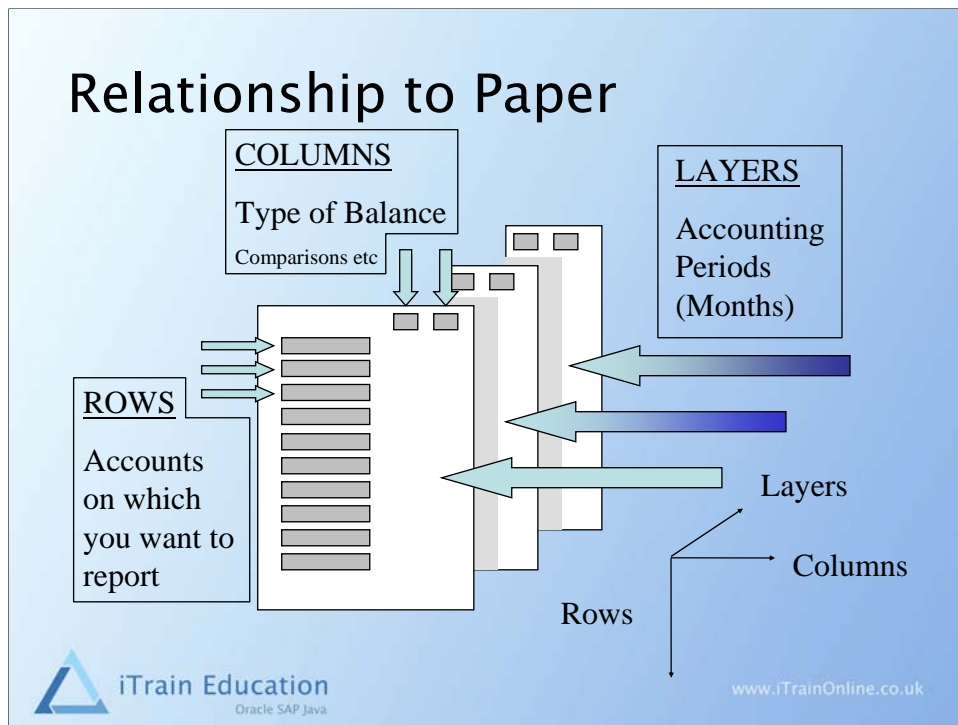 Relationship to Paper
COLUMNS
Type of Balance
Comparisons etc
LAYERS
Accounting
Periods
(Months)
ROWS
Accounts
on which
you want to
report
Layers
Columns
Rows
iTrain Education
Oracle SAP Java
www.iTrainOnline.co.uk